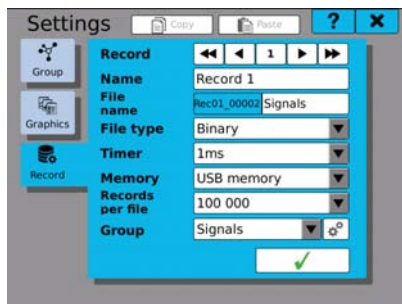 Settings
Copy
Paste
?
Group
Graphics
Record
Record 1
Name Record 1
File name Rec01_00002 Signals
File type Binary
Timer 1ms
Memory USB memory
Records per file 100 000
Group Signals